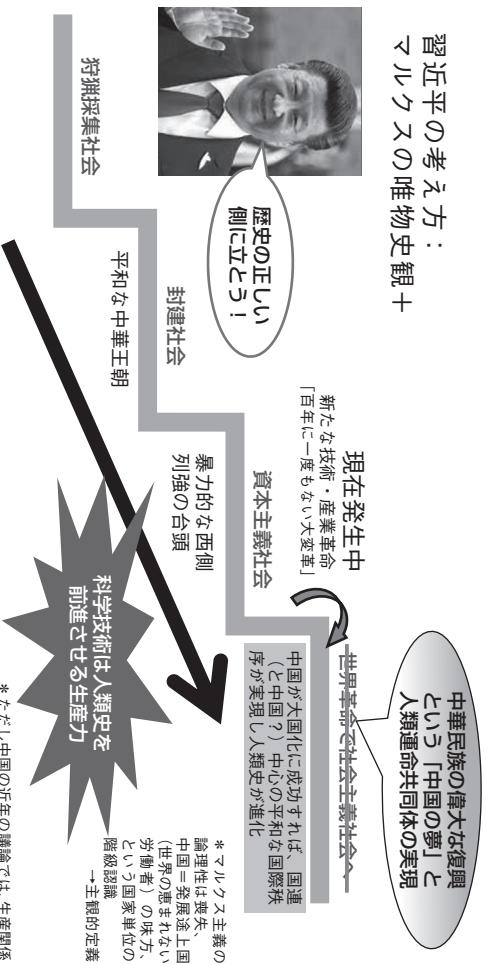 習近平の考え方：
マルクスの唯物史観＋
歴史の正しい
側に立とう！
狩猟採集社会
封建社会
平和な中華王朝
資本主義社会
暴力的な西側
列強の台頭
現在発生中
新たな技術・産業革命
「百年に一度もない大変革」
世界革命で社会主義社会へ
中華民族の偉大な復興
という「中国の夢」と
人類運命共同体の実現
中国が大国化に成功すれば、国連
（と中国？）中心の平和な国際秩
序が実現し人類史が進化
科学技術は人類史を
前進させる生産力
＊マルクス主義の
論理性は喪失、
中国＝発展途上国
（世界の恵まれない
労働者）の味方、
という国家単位の
階級認識
→主観的定義
＊ただし中国の近年の議論では、生産関係